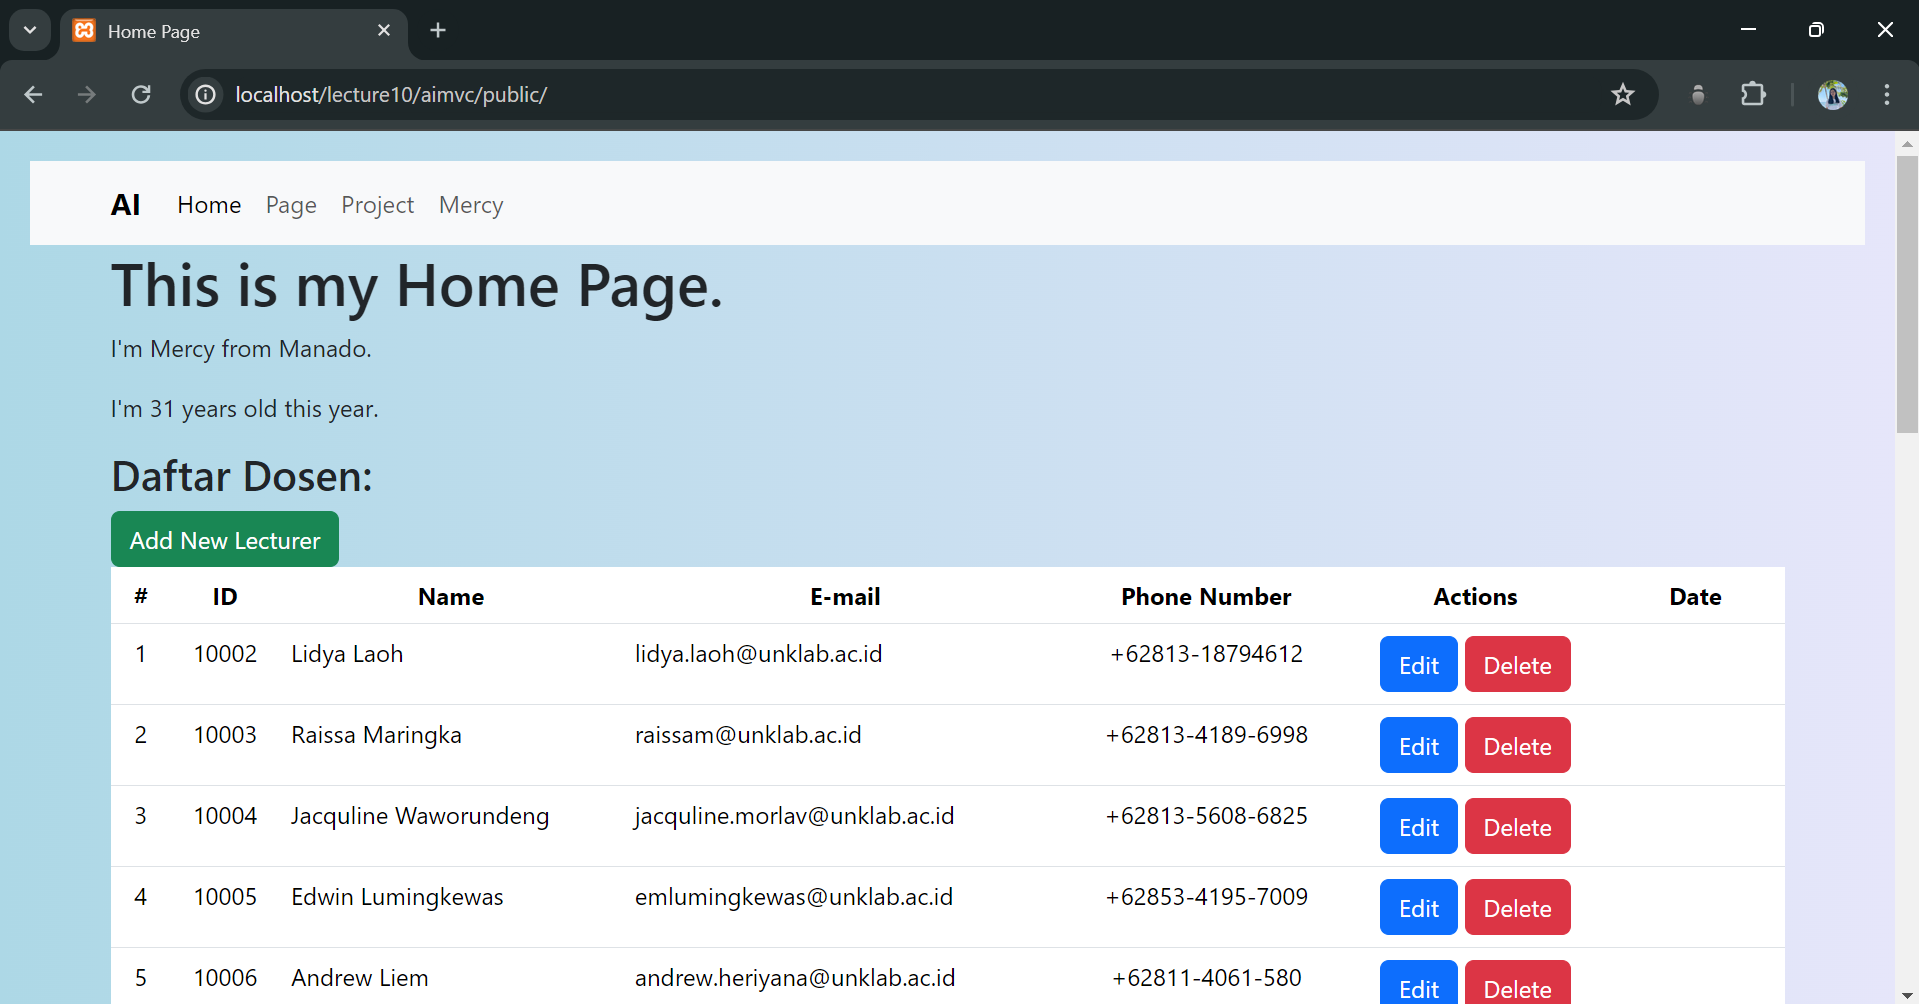 Home Page
localhost/lecture10/aimvc/public/
AI Home Page Project Mercy
This is my Home Page.
I'm Mercy from Manado.
I'm 31 years old this year.
Daftar Dosen:
Add New Lecturer
# ID Name E-mail Phone Number Actions Date
1 10002 Lidya Laoh lidya.laoh@unklab.ac.id +62813-18794612 Edit Delete
2 10003 Raissa Maringka raissam@unklab.ac.id +62813-4189-6998 Edit Delete
3 10004 Jacquline Waworundeng jacquline.morlav@unklab.ac.id +62813-5608-6825 Edit Delete
4 10005 Edwin Lumingkewas emlumingkewas@unklab.ac.id +62853-4195-7009 Edit Delete
5 10006 Andrew Liem andrew.heriyana@unklab.ac.id +62811-4061-580 Edit Delete